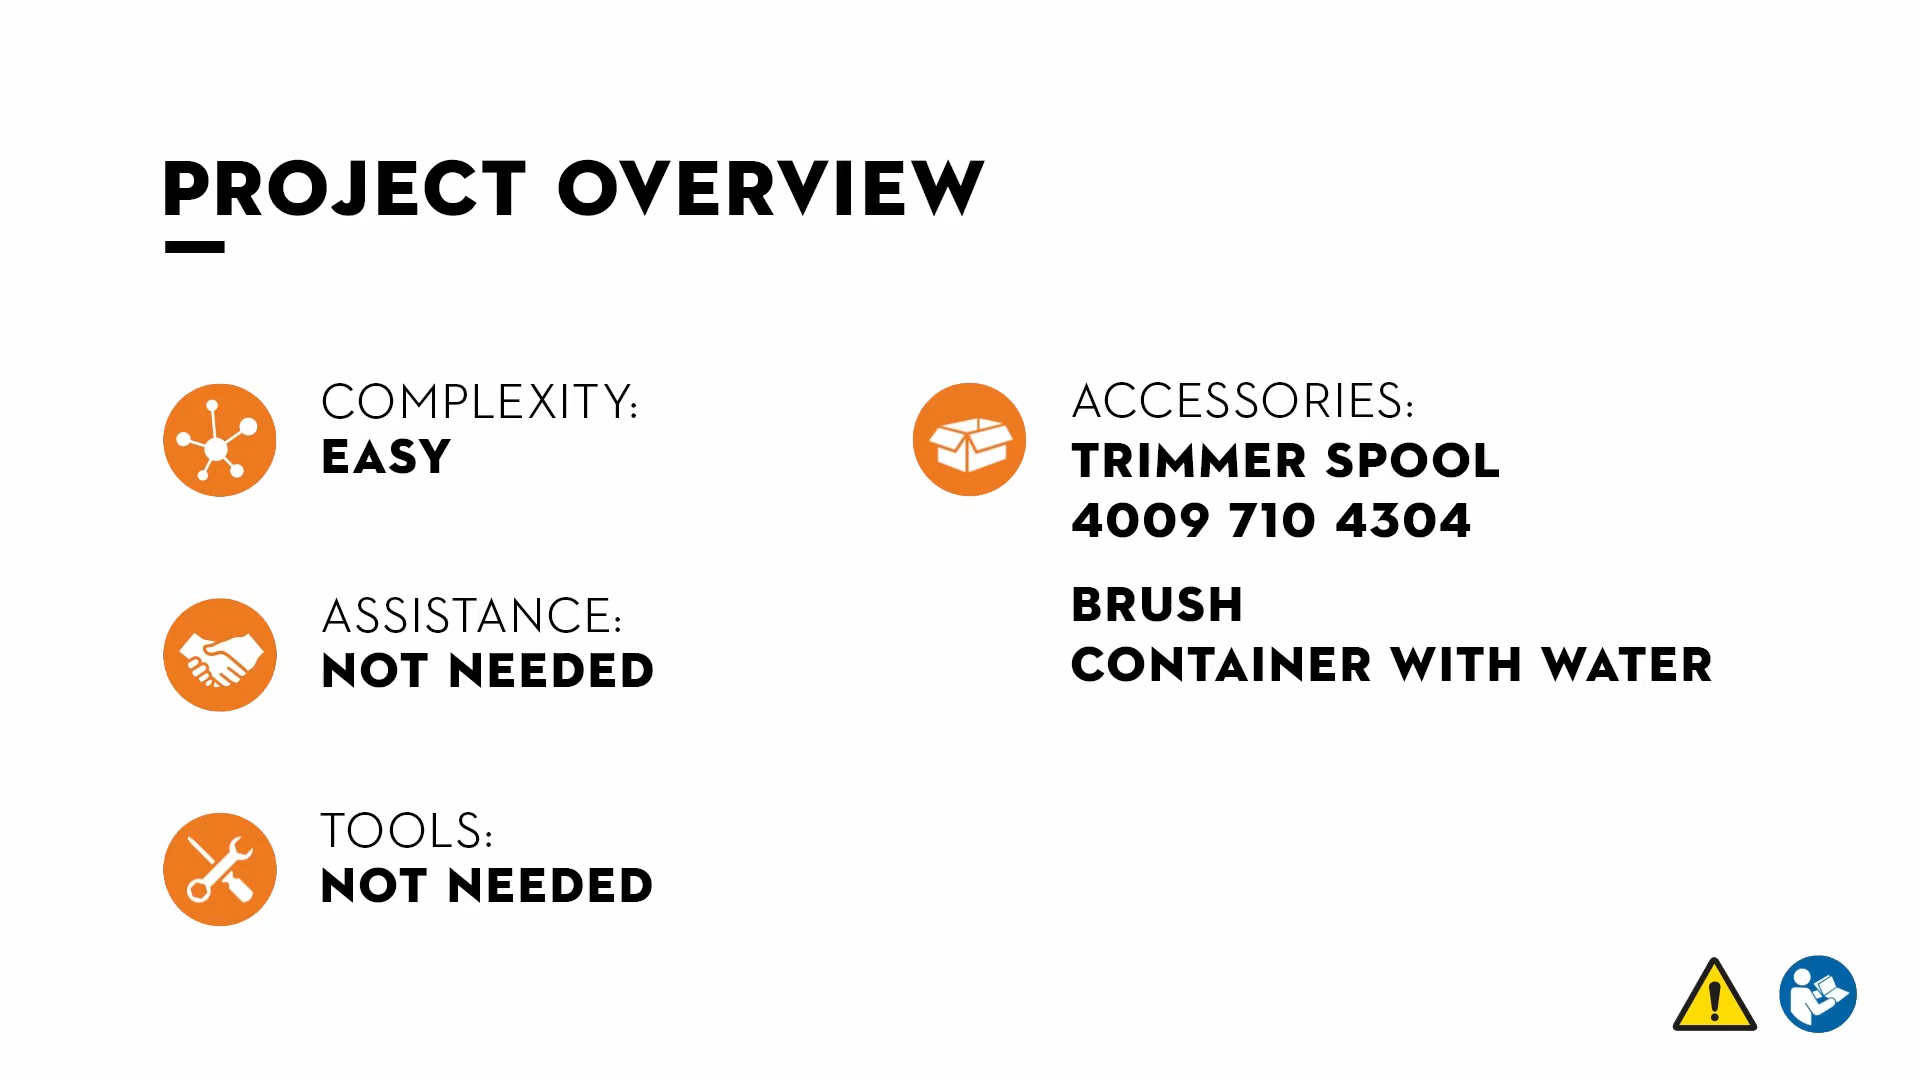 PROJECT OVERVIEW
COMPLEXITY:
EASY
ASSISTANCE:
NOT NEEDED
TOOLS:
NOT NEEDED
ACCESSORIES:
TRIMMER SPOOL
4009 710 4304
BRUSH
CONTAINER WITH WATER